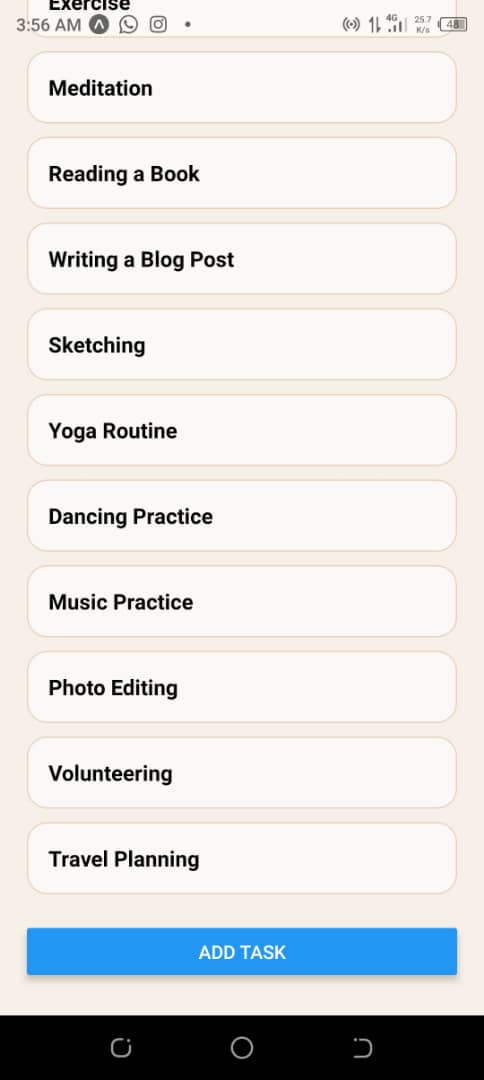 Exercise
3:56 AM 4G 25.7 K/s 48
Meditation
Reading a Book
Writing a Blog Post
Sketching
Yoga Routine
Dancing Practice
Music Practice
Photo Editing
Volunteering
Travel Planning
ADD TASK